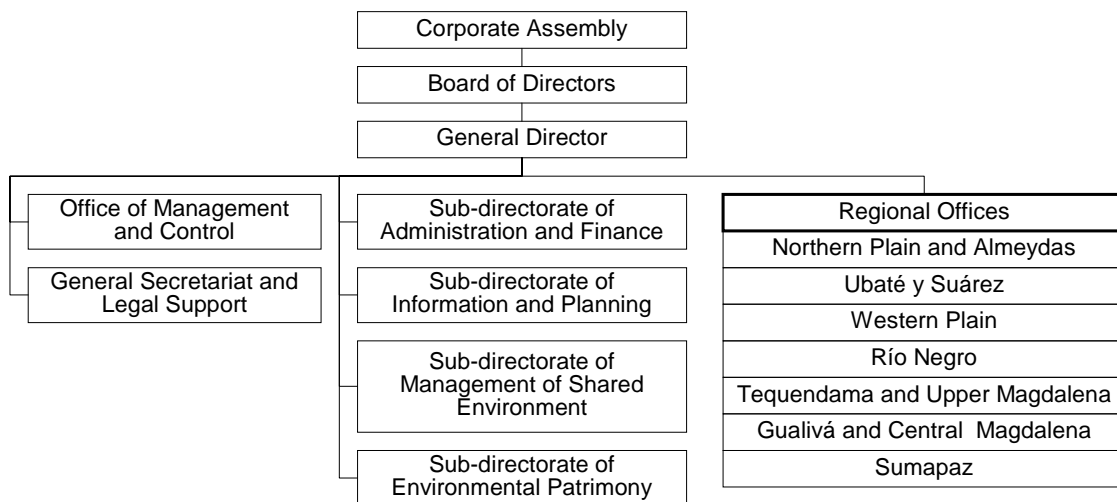 Corporate Assembly
Board of Directors
General Director
Office of Management
and Control
General Secretariat and
Legal Support
Sub-directorate of
Administration and Finance
Sub-directorate of
Information and Planning
Sub-directorate of
Management of Shared
Environment
Sub-directorate of
Environmental Patrimony
Regional Offices
Northern Plain and Almeydas
Ubaté y Suárez
Western Plain
Río Negro
Tequendama and Upper Magdalena
Gualivá and Central Magdalena
Sumapaz